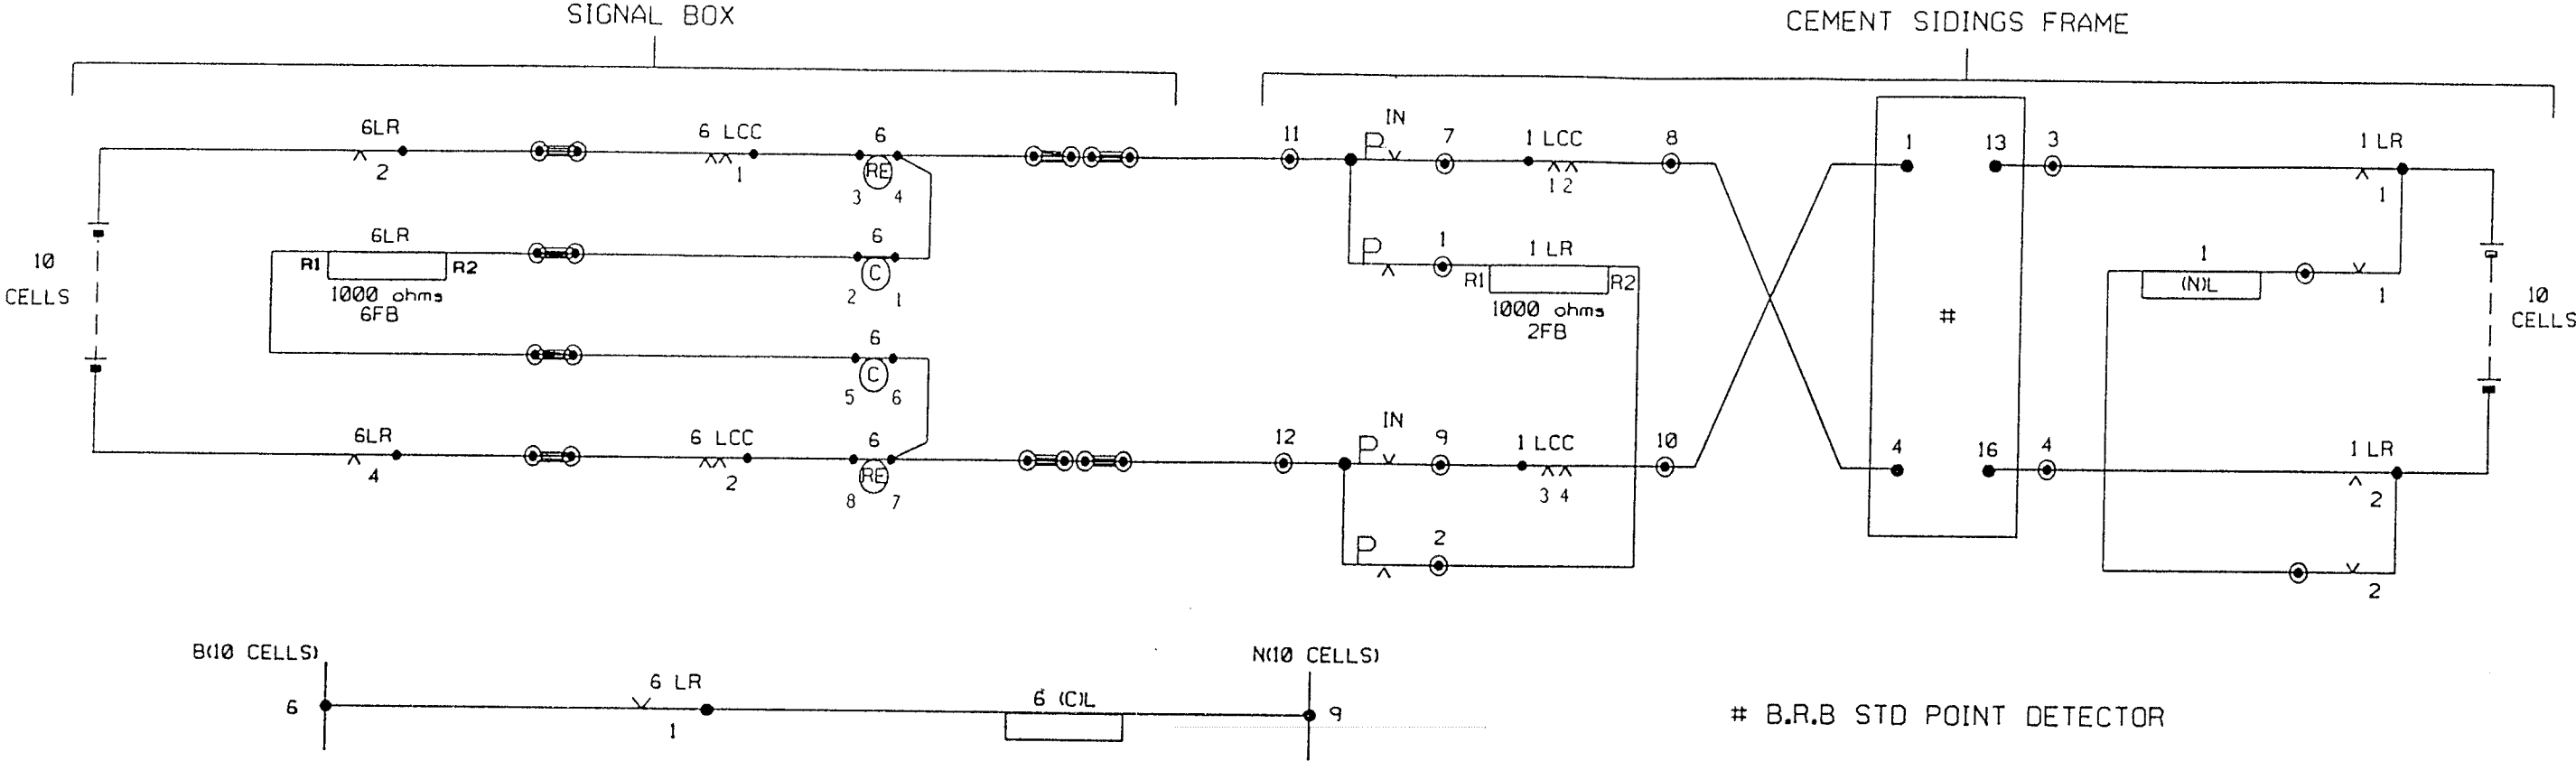 SIGNAL BOX
CEMENT SIDINGS FRAME
6LR
2
6 LCC
1
6
RE
3 4
11
P
IN
7
1 LCC
1 2
8
1
13
3
1 LR
1
10
CELLS
6LR
R1
R2
1000 ohms
6FB
6
C
2 1
P
1
1 LR
R1
R2
1000 ohms
2FB
#
1
(N)L
1
10
CELLS
6
C
5 6
6LR
4
6 LCC
2
6
RE
8 7
12
P
IN
9
1 LCC
3 4
10
4
16
4
1 LR
2
P
2
2
B(10 CELLS)
6
6 LR
1
6 (C)L
N(10 CELLS)
9
# B.R.B STD POINT DETECTOR